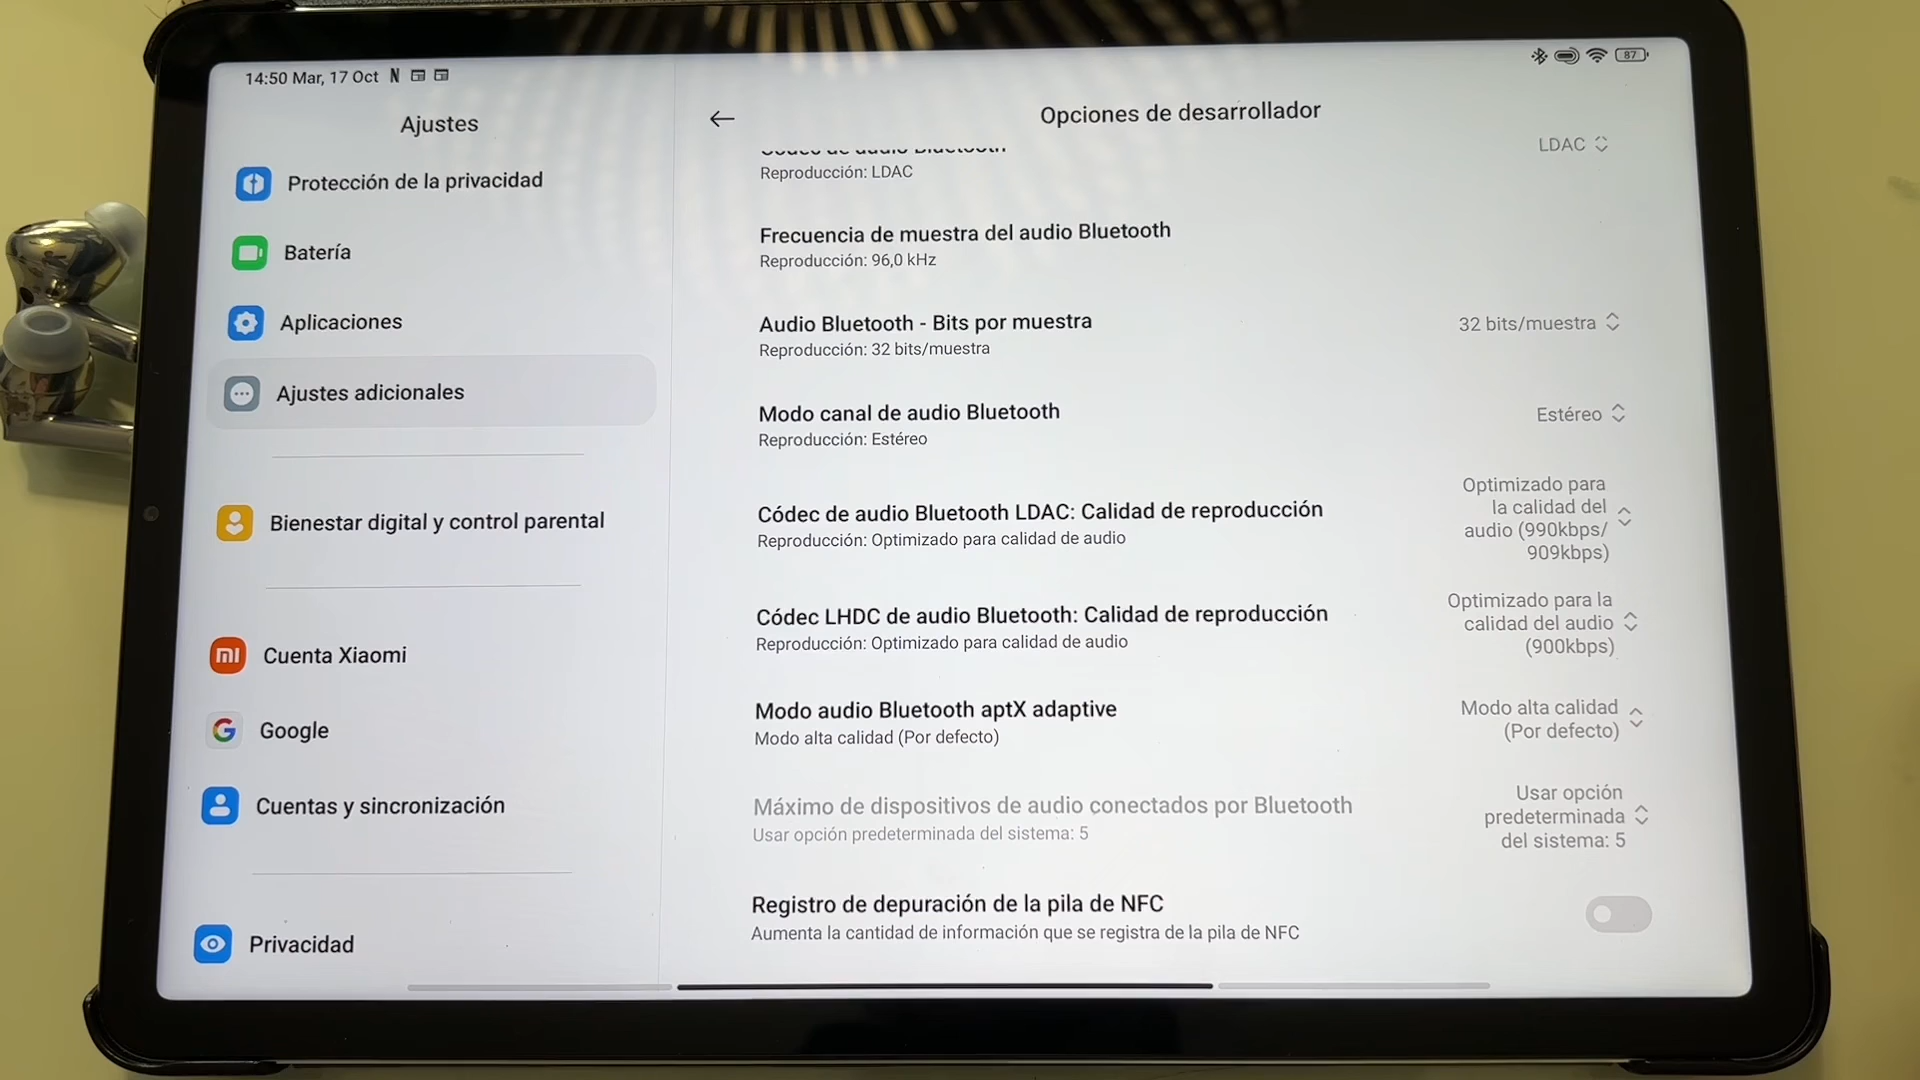 14:50 Mar, 17 Oct N
87
Ajustes
Protección de la privacidad
Batería
Aplicaciones
Ajustes adicionales
Bienestar digital y control parental
mi Cuenta Xiaomi
G Google
Cuentas y sincronización
Privacidad
Opciones de desarrollador
Códec de audio Bluetooth
LDAC
Reproducción: LDAC
Frecuencia de muestra del audio Bluetooth
Reproducción: 96,0 kHz
Audio Bluetooth - Bits por muestra
Reproducción: 32 bits/muestra
32 bits/muestra
Modo canal de audio Bluetooth
Reproducción: Estéreo
Estéreo
Códec de audio Bluetooth LDAC: Calidad de reproducción
Reproducción: Optimizado para calidad de audio
Optimizado para
la calidad del
audio (990kbps/
909kbps)
Códec LHDC de audio Bluetooth: Calidad de reproducción
Reproducción: Optimizado para calidad de audio
Optimizado para la
calidad del audio
(900kbps)
Modo audio Bluetooth aptX adaptive
Modo alta calidad (Por defecto)
Modo alta calidad
(Por defecto)
Máximo de dispositivos de audio conectados por Bluetooth
Usar opción predeterminada del sistema: 5
Usar opción
predeterminada
del sistema: 5
Registro de depuración de la pila de NFC
Aumenta la cantidad de información que se registra de la pila de NFC